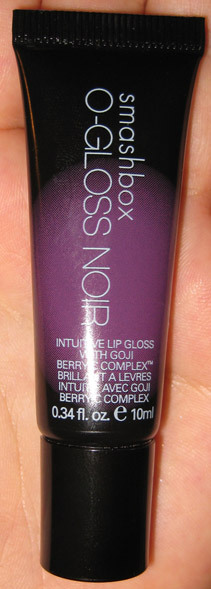 smashbox
O-GLOSS NOIR
INTUITIVE LIP GLOSS
WITH GOJI
BERRY-C COMPLEX™
BRILLANT A LEVRES
INTUITIF AVEC GOJI
BERRY-C COMPLEX
0.34 fl. oz. e 10ml